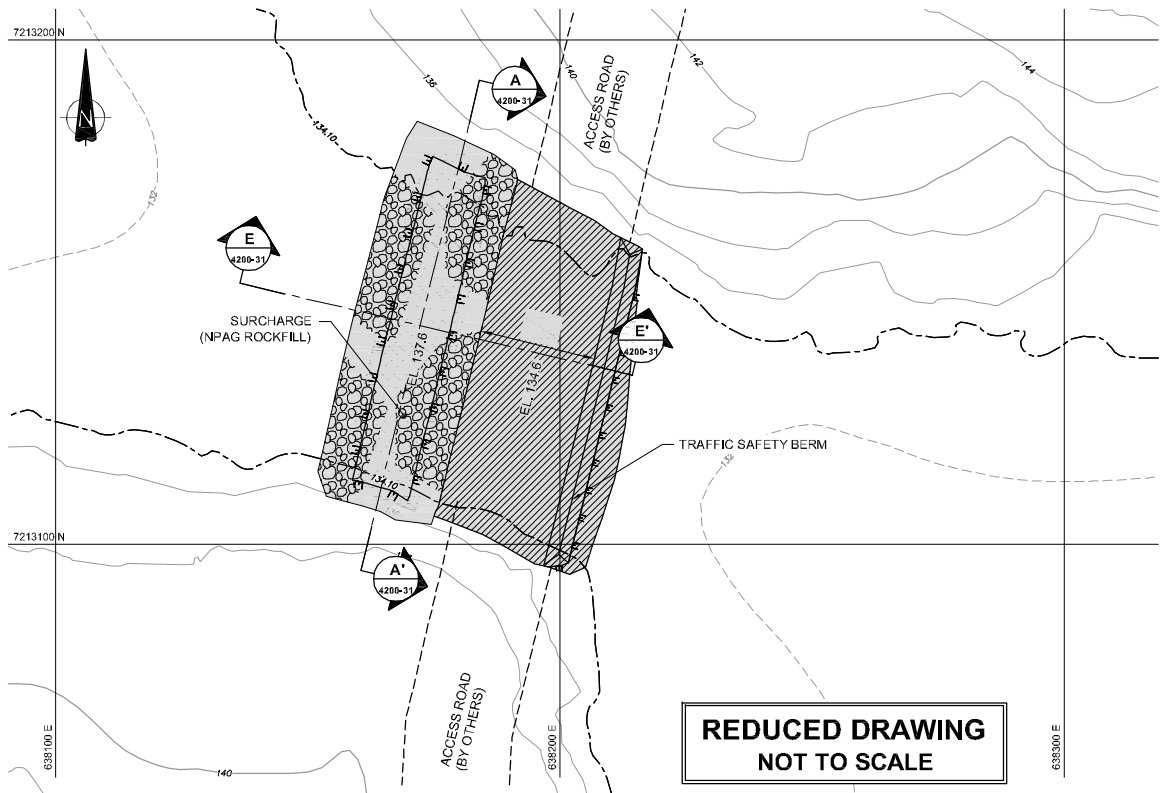 7213200 N
N
134.10
132
136
A
4200-31
140
ACCESS ROAD
(BY OTHERS)
142
144
E
4200-31
SURCHARGE
(NPAG ROCKFILL)
EL. 137.6
EL. 134.6
E'
4200-31
TRAFFIC SAFETY BERM
132
134.10
7213100 N
A'
4200-31
ACCESS ROAD
(BY OTHERS)
140
638100 E
638200 E
638300 E
REDUCED DRAWING
NOT TO SCALE